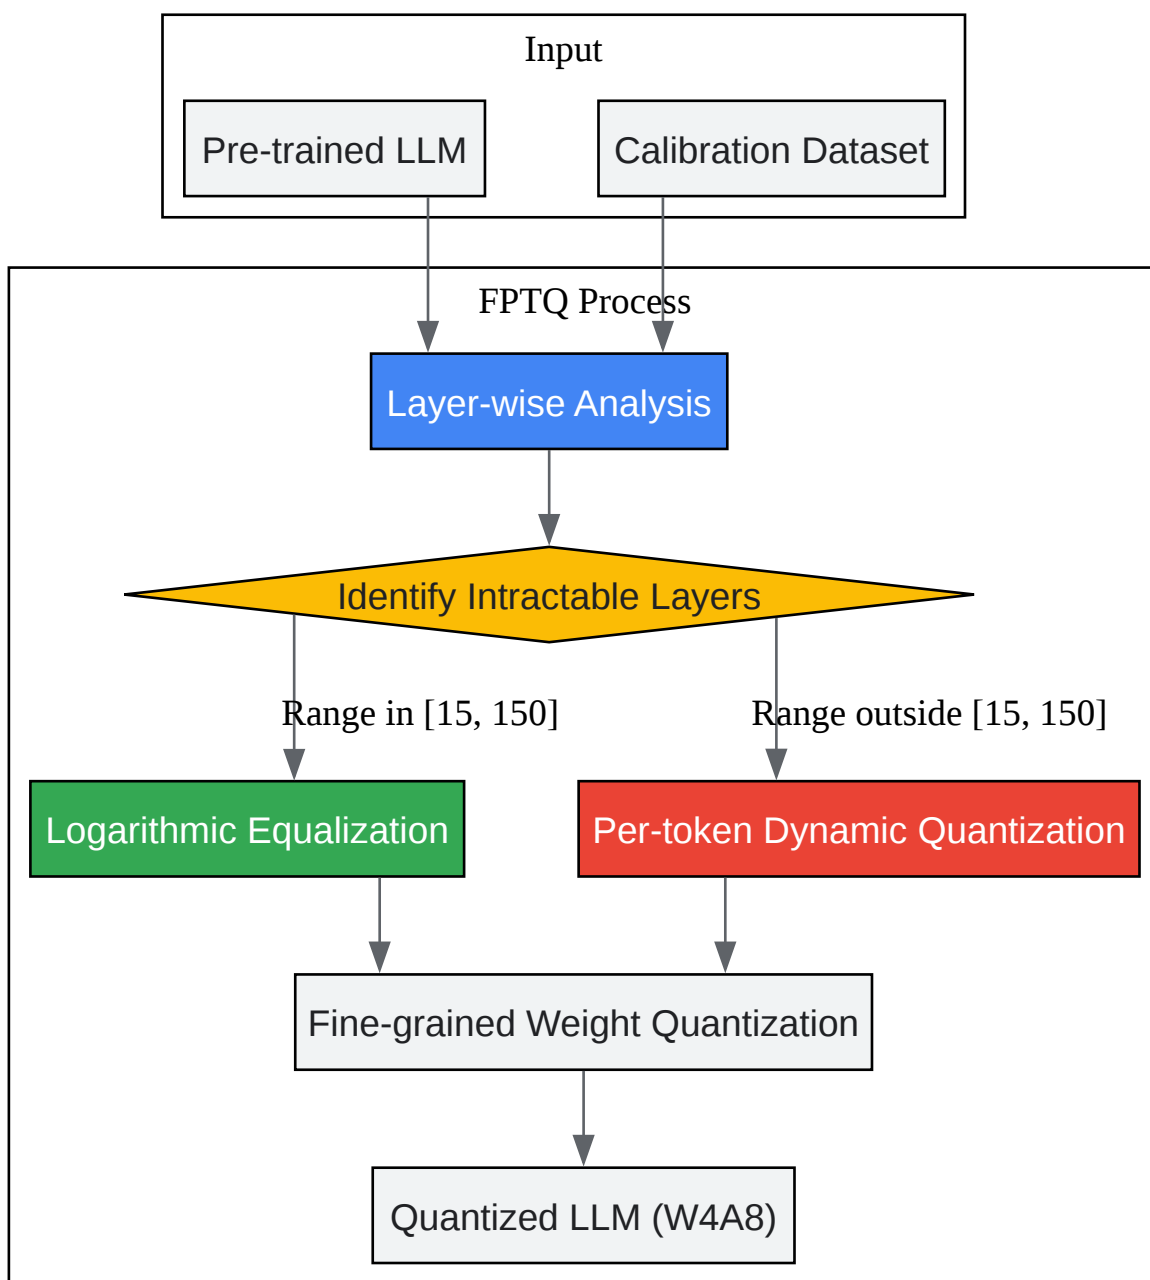 Input
Pre-trained LLM
Calibration Dataset
FPTQ Process
Layer-wise Analysis
Identify Intractable Layers
Range in [15, 150]
Range outside [15, 150]
Logarithmic Equalization
Per-token Dynamic Quantization
Fine-grained Weight Quantization
Quantized LLM (W4A8)